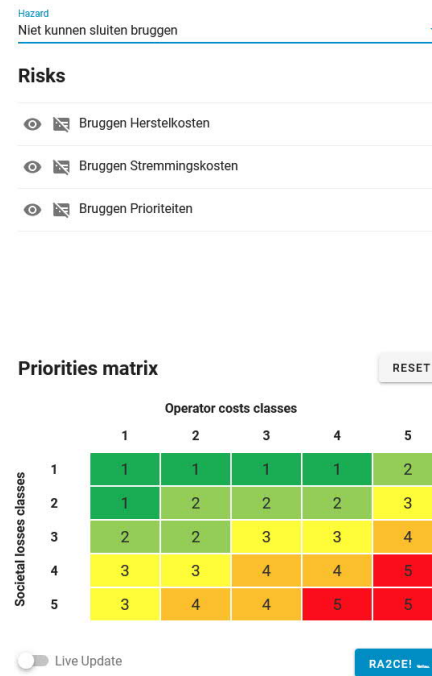 Hazard
Niet kunnen sluiten bruggen
Risks
Bruggen Herstelkosten
Bruggen Stremmingskosten
Bruggen Prioriteiten
Priorities matrix
RESET
Operator costs classes
1 2 3 4 5
Societal losses classes
1 1 1 1 1 2
2 1 2 2 2 3
3 2 2 3 3 4
4 3 3 4 4 5
5 3 4 4 5 5
Live Update
RA2CE!